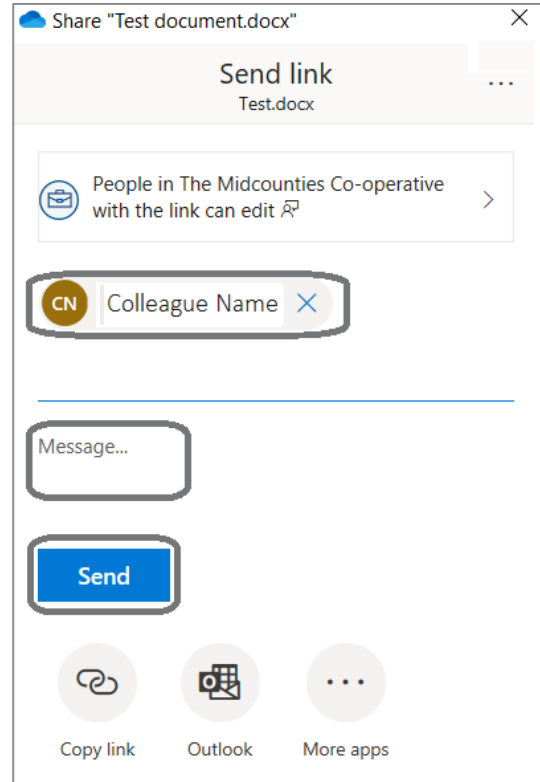 Share "Test document.docx"
Send link
Test.docx
People in The Midcounties Co-operative
with the link can edit
CN
Colleague Name
Message...
Send
Copy link
Outlook
More apps